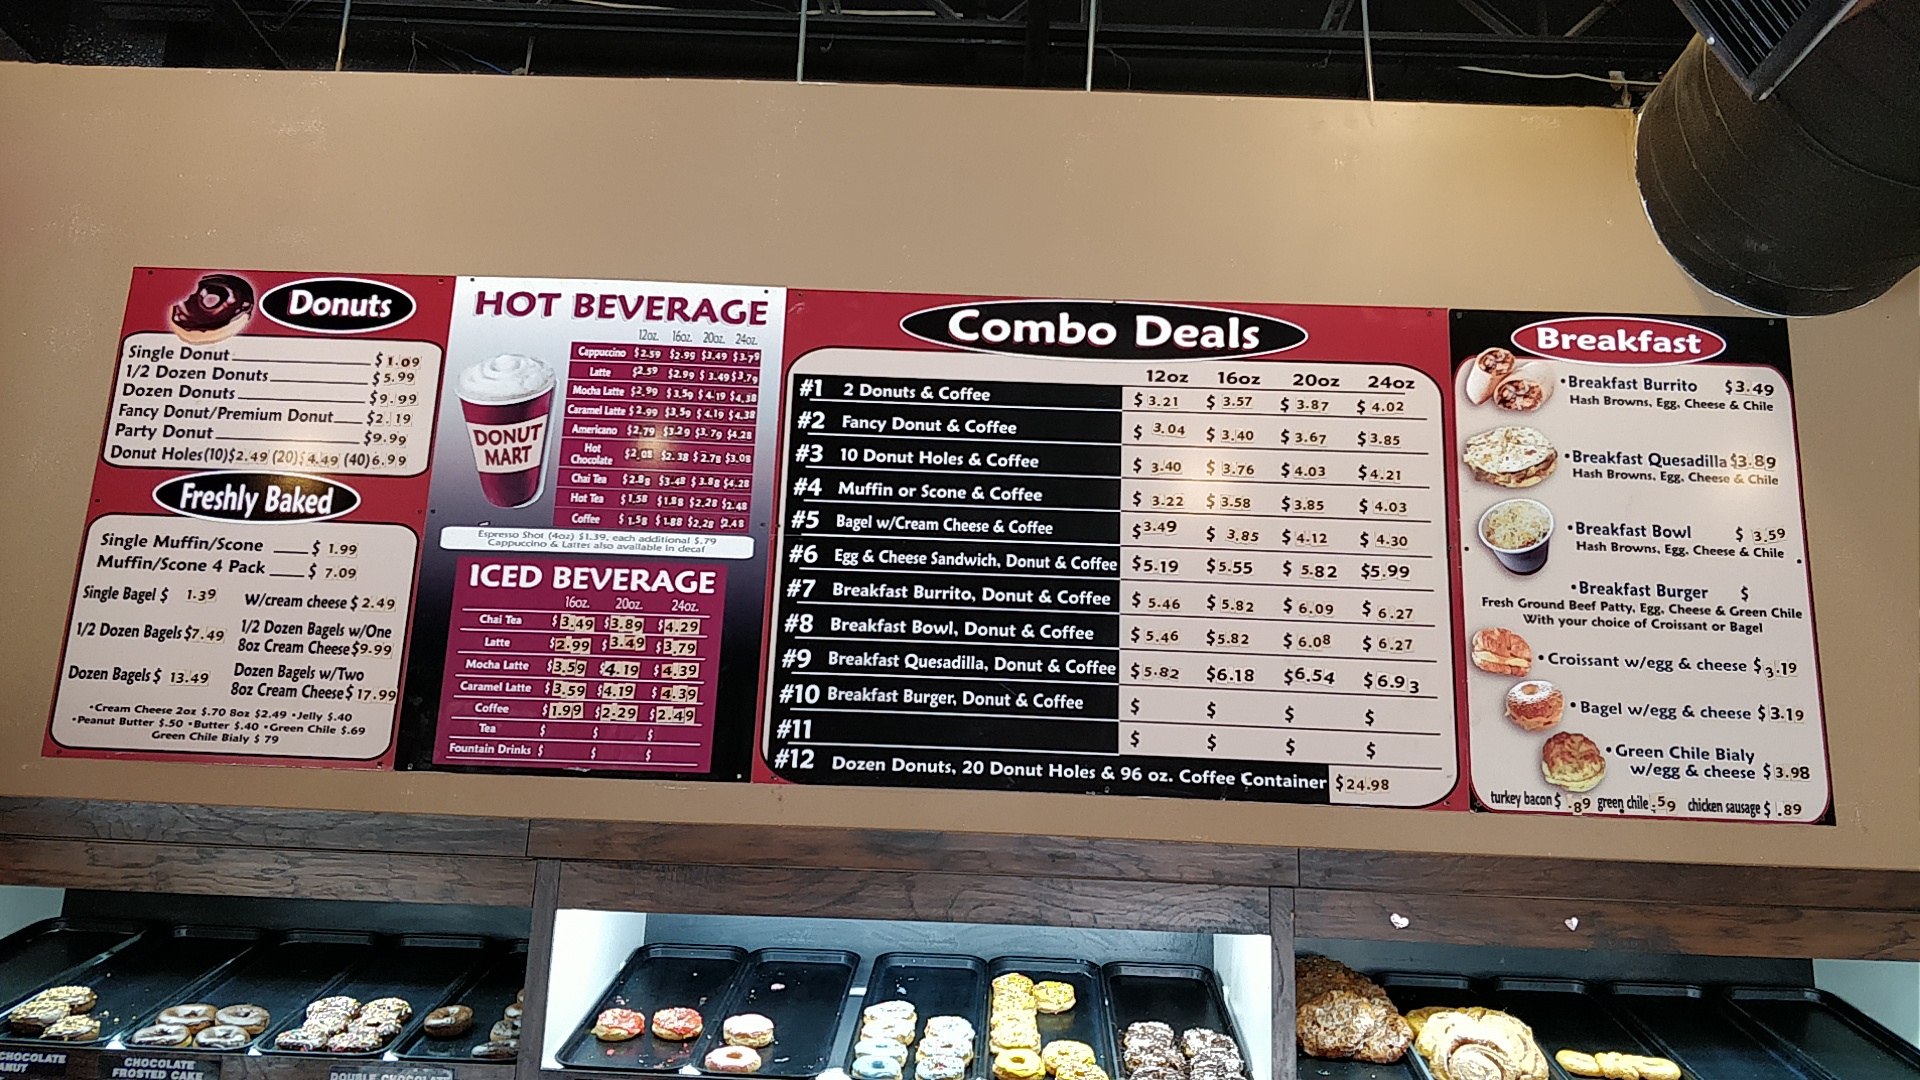 Donuts
Single Donut $1.09
1/2 Dozen Donuts $5.99
Dozen Donuts $9.99
Fancy Donut/Premium Donut $2.19
Party Donut $9.99
Donut Holes(10)$2.49 (20)$4.49 (40)6.99
Freshly Baked
Single Muffin/Scone $ 1.99
Muffin/Scone 4 Pack $ 7.09
Single Bagel $ 1.39 W/cream cheese $ 2.49
1/2 Dozen Bagels $7.49 1/2 Dozen Bagels w/One
8oz Cream Cheese $9.99
Dozen Bagels $ 13.49 Dozen Bagels w/Two
8oz Cream Cheese $ 17.99
•Cream Cheese 2oz $.70 8oz $2.49 •Jelly $.40
•Peanut Butter $.50 •Butter $.40 •Green Chile $.69
Green Chile Bialy $ 79
HOT BEVERAGE
12oz. 16oz. 20oz. 24oz.
Cappuccino $2.59 $2.99 $3.49 $3.79
Latte $2.59 $2.99 $3.49 $3.79
Mocha Latte $2.99 $3.59 $4.19 $4.38
Caramel Latte $2.99 $3.59 $4.19 $4.38
Americano $2.79 $3.29 $3.79 $4.28
Hot
Chocolate $2.08 $2.38 $2.78 $3.08
Chai Tea $2.88 $3.48 $3.88 $4.28
Hot Tea $1.58 $1.88 $2.28 $2.48
Coffee $1.58 $1.88 $2.28 2.48
DONUT
MART
Espresso Shot (4oz) $1.39, each additional $.79
Cappuccino & Lattes also available in decaf
ICED BEVERAGE
16oz. 20oz. 24oz.
Chai Tea $3.49 $3.89 $4.29
Latte $2.99 $3.49 $3.79
Mocha Latte $3.59 $4.19 $4.39
Caramel Latte $3.59 $4.19 $4.39
Coffee $1.99 $2.29 $2.49
Tea $ $ $
Fountain Drinks $ $ $
Combo Deals
12oz 16oz 20oz 24oz
#1 2 Donuts & Coffee $ 3.21 $ 3.57 $ 3.87 $ 4.02
#2 Fancy Donut & Coffee $ 3.04 $ 3.40 $ 3.67 $ 3.85
#3 10 Donut Holes & Coffee $ 3.40 $ 3.76 $ 4.03 $ 4.21
#4 Muffin or Scone & Coffee $ 3.22 $ 3.58 $ 3.85 $ 4.03
#5 Bagel w/Cream Cheese & Coffee $3.49 $ 3.85 $ 4.12 $ 4.30
#6 Egg & Cheese Sandwich, Donut & Coffee $5.19 $5.55 $ 5.82 $5.99
#7 Breakfast Burrito, Donut & Coffee $ 5.46 $ 5.82 $ 6.09 $ 6.27
#8 Breakfast Bowl, Donut & Coffee $ 5.46 $5.82 $ 6.08 $ 6.27
#9 Breakfast Quesadilla, Donut & Coffee $5.82 $6.18 $6.54 $6.93
#10 Breakfast Burger, Donut & Coffee $ $ $ $
#11 $ $ $ $
#12 Dozen Donuts, 20 Donut Holes & 96 oz. Coffee Container $24.98
Breakfast
•Breakfast Burrito $3.49
Hash Browns, Egg, Cheese & Chile
•Breakfast Quesadilla $3.89
Hash Browns, Egg, Cheese & Chile
•Breakfast Bowl $ 3.59
Hash Browns, Egg, Cheese & Chile
•Breakfast Burger $
Fresh Ground Beef Patty, Egg, Cheese & Green Chile
With your choice of Croissant or Bagel
•Croissant w/egg & cheese $3.19
•Bagel w/egg & cheese $3.19
•Green Chile Bialy
w/egg & cheese $3.98
turkey bacon $ .89 green chile .59 chicken sausage $ .89
CHOCOLATE
CHOCOLATE
FROSTED CAKE
DOUBLE CHOCOLATE